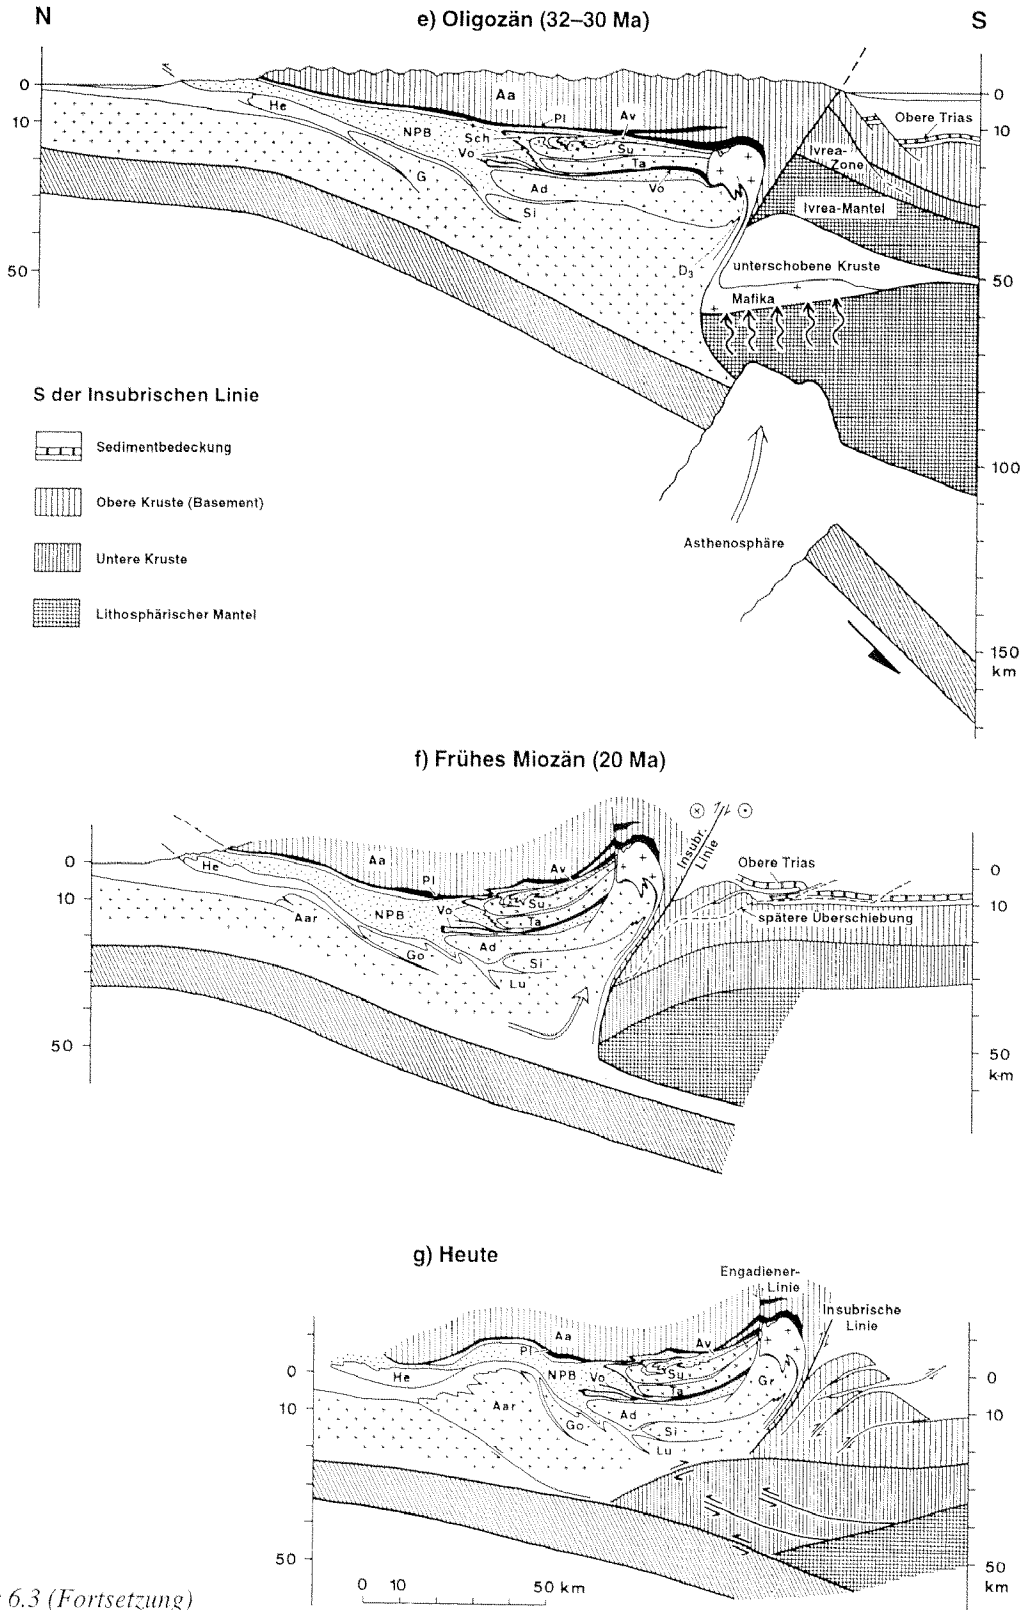 N
e) Oligozän (32–30 Ma)
S
0
10
50
0
10
50
100
150
km
Aa
He
NPB
Sch
Vo
Pl
Av
Su
Ta
Vo
G
Ad
Si
D3
Obere Trias
Ivrea-
Zone
Ivrea-Mantel
unterschobene Kruste
Mafika
Asthenosphäre
S der Insubrischen Linie
Sedimentbedeckung
Obere Kruste (Basement)
Untere Kruste
Lithosphärischer Mantel
f) Frühes Miozän (20 Ma)
0
10
50
0
10
50
km
He
Aa
Pl
Av
Aar
NPB
Vo
Su
Ta
Go
Ad
Si
Lu
Insubr.
Linie
Obere Trias
spätere Überschiebung
g) Heute
Engadiner-
Linie
Insubrische
Linie
0
10
50
0
10
50
km
He
Aa
Pl
Av
Aar
NPB
Vo
Su
Ta
Gr
Go
Ad
Si
Lu
6.3 (Fortsetzung)
0 10 50 km